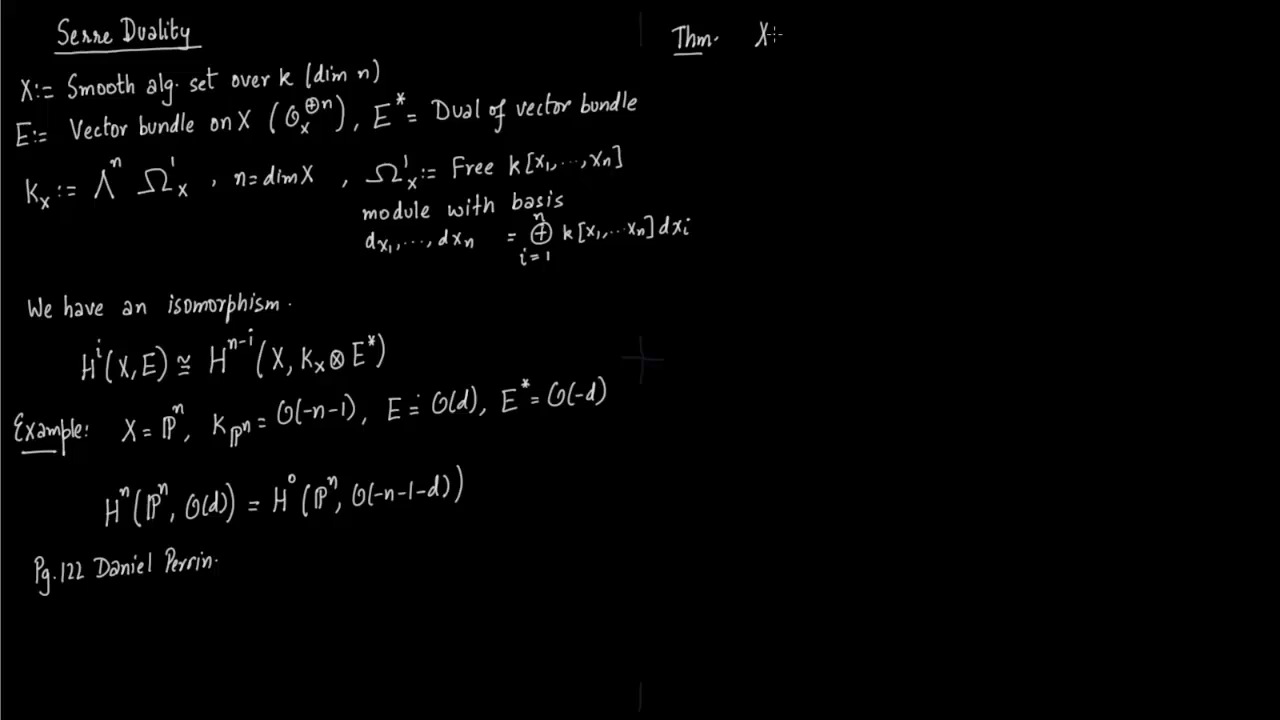 Serre Duality
X:= Smooth alg. set over k (dim n)
E:= Vector bundle on X (O_x^{⊕n}), E* = Dual of vector bundle
K_x := Λ^n Ω^1_x , n = dim X , Ω^1_x := Free k[x_1,...,x_n]
module with basis
dx_1,...,dx_n = ⊕_{i=1}^n k[x_1,...x_n]dx_i
We have an isomorphism.
H^i(X,E) ≅ H^{n-i}(X, K_x ⊗ E*)
Example: X = ℙ^n, K_{ℙ^n} = O(-n-1), E = O(d), E* = O(-d)
H^n(ℙ^n, O(d)) = H^0(ℙ^n, O(-n-1-d))
Pg.122 Daniel Perrin.
Thm. X